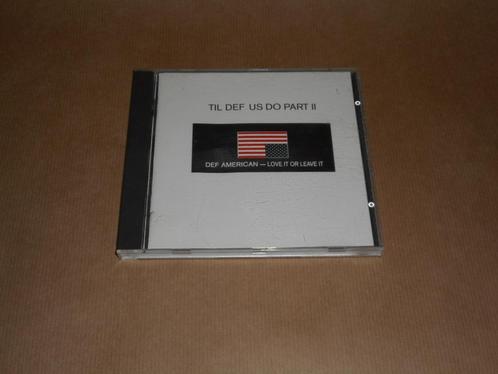 TIL DEF US DO PART II
DEF AMERICAN — LOVE IT OR LEAVE IT